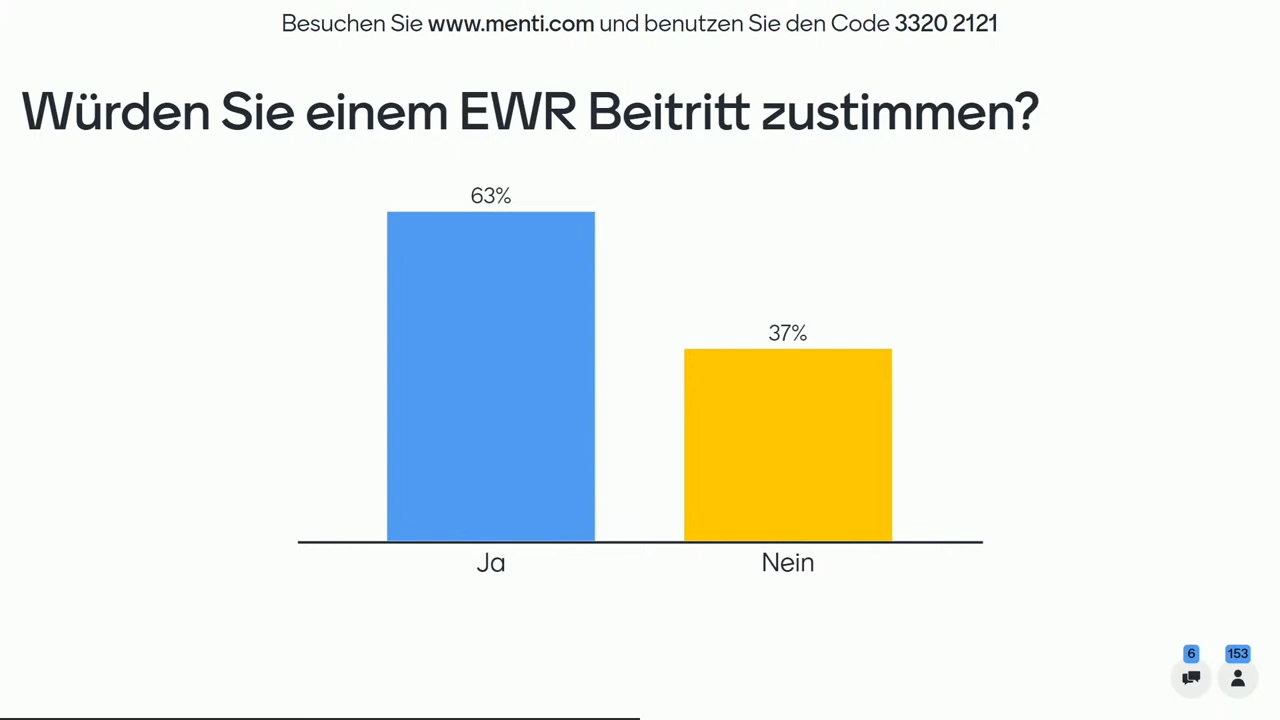 Besuchen Sie www.menti.com und benutzen Sie den Code 3320 2121
Würden Sie einem EWR Beitritt zustimmen?
63%
37%
Ja
Nein
6
153